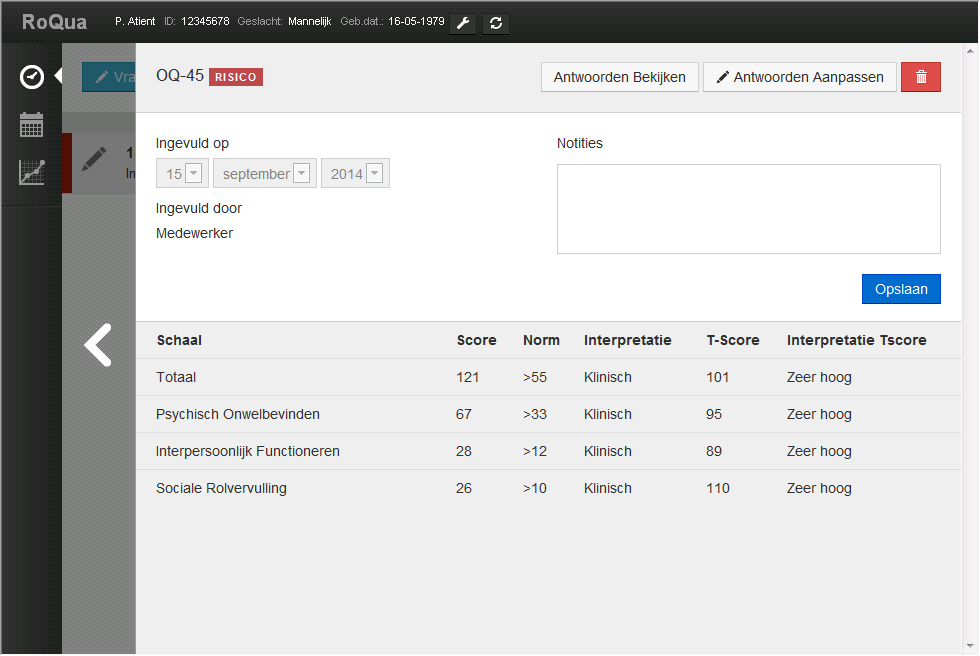 RoQua P. Atient ID: 12345678 Geslacht: Mannelijk Geb.dat.: 16-05-1979
Vra
OQ-45 RISICO
Antwoorden Bekijken Antwoorden Aanpassen
1
In
Ingevuld op
15 september 2014
Ingevuld door
Medewerker
Notities
Opslaan
Schaal Score Norm Interpretatie T-Score Interpretatie Tscore
Totaal 121 >55 Klinisch 101 Zeer hoog
Psychisch Onwelbevinden 67 >33 Klinisch 95 Zeer hoog
Interpersoonlijk Functioneren 28 >12 Klinisch 89 Zeer hoog
Sociale Rolvervulling 26 >10 Klinisch 110 Zeer hoog